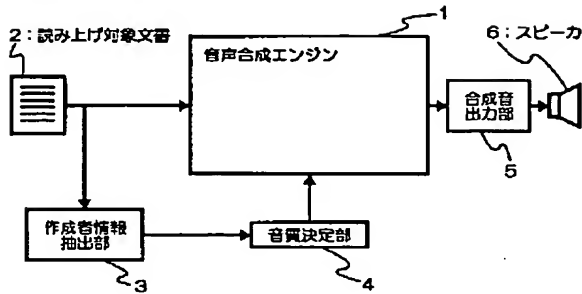 1
2：読み上げ対象文書
音声合成エンジン
6：スピーカ
合成音
出力部
5
作成者情報
抽出部
3
音質決定部
4